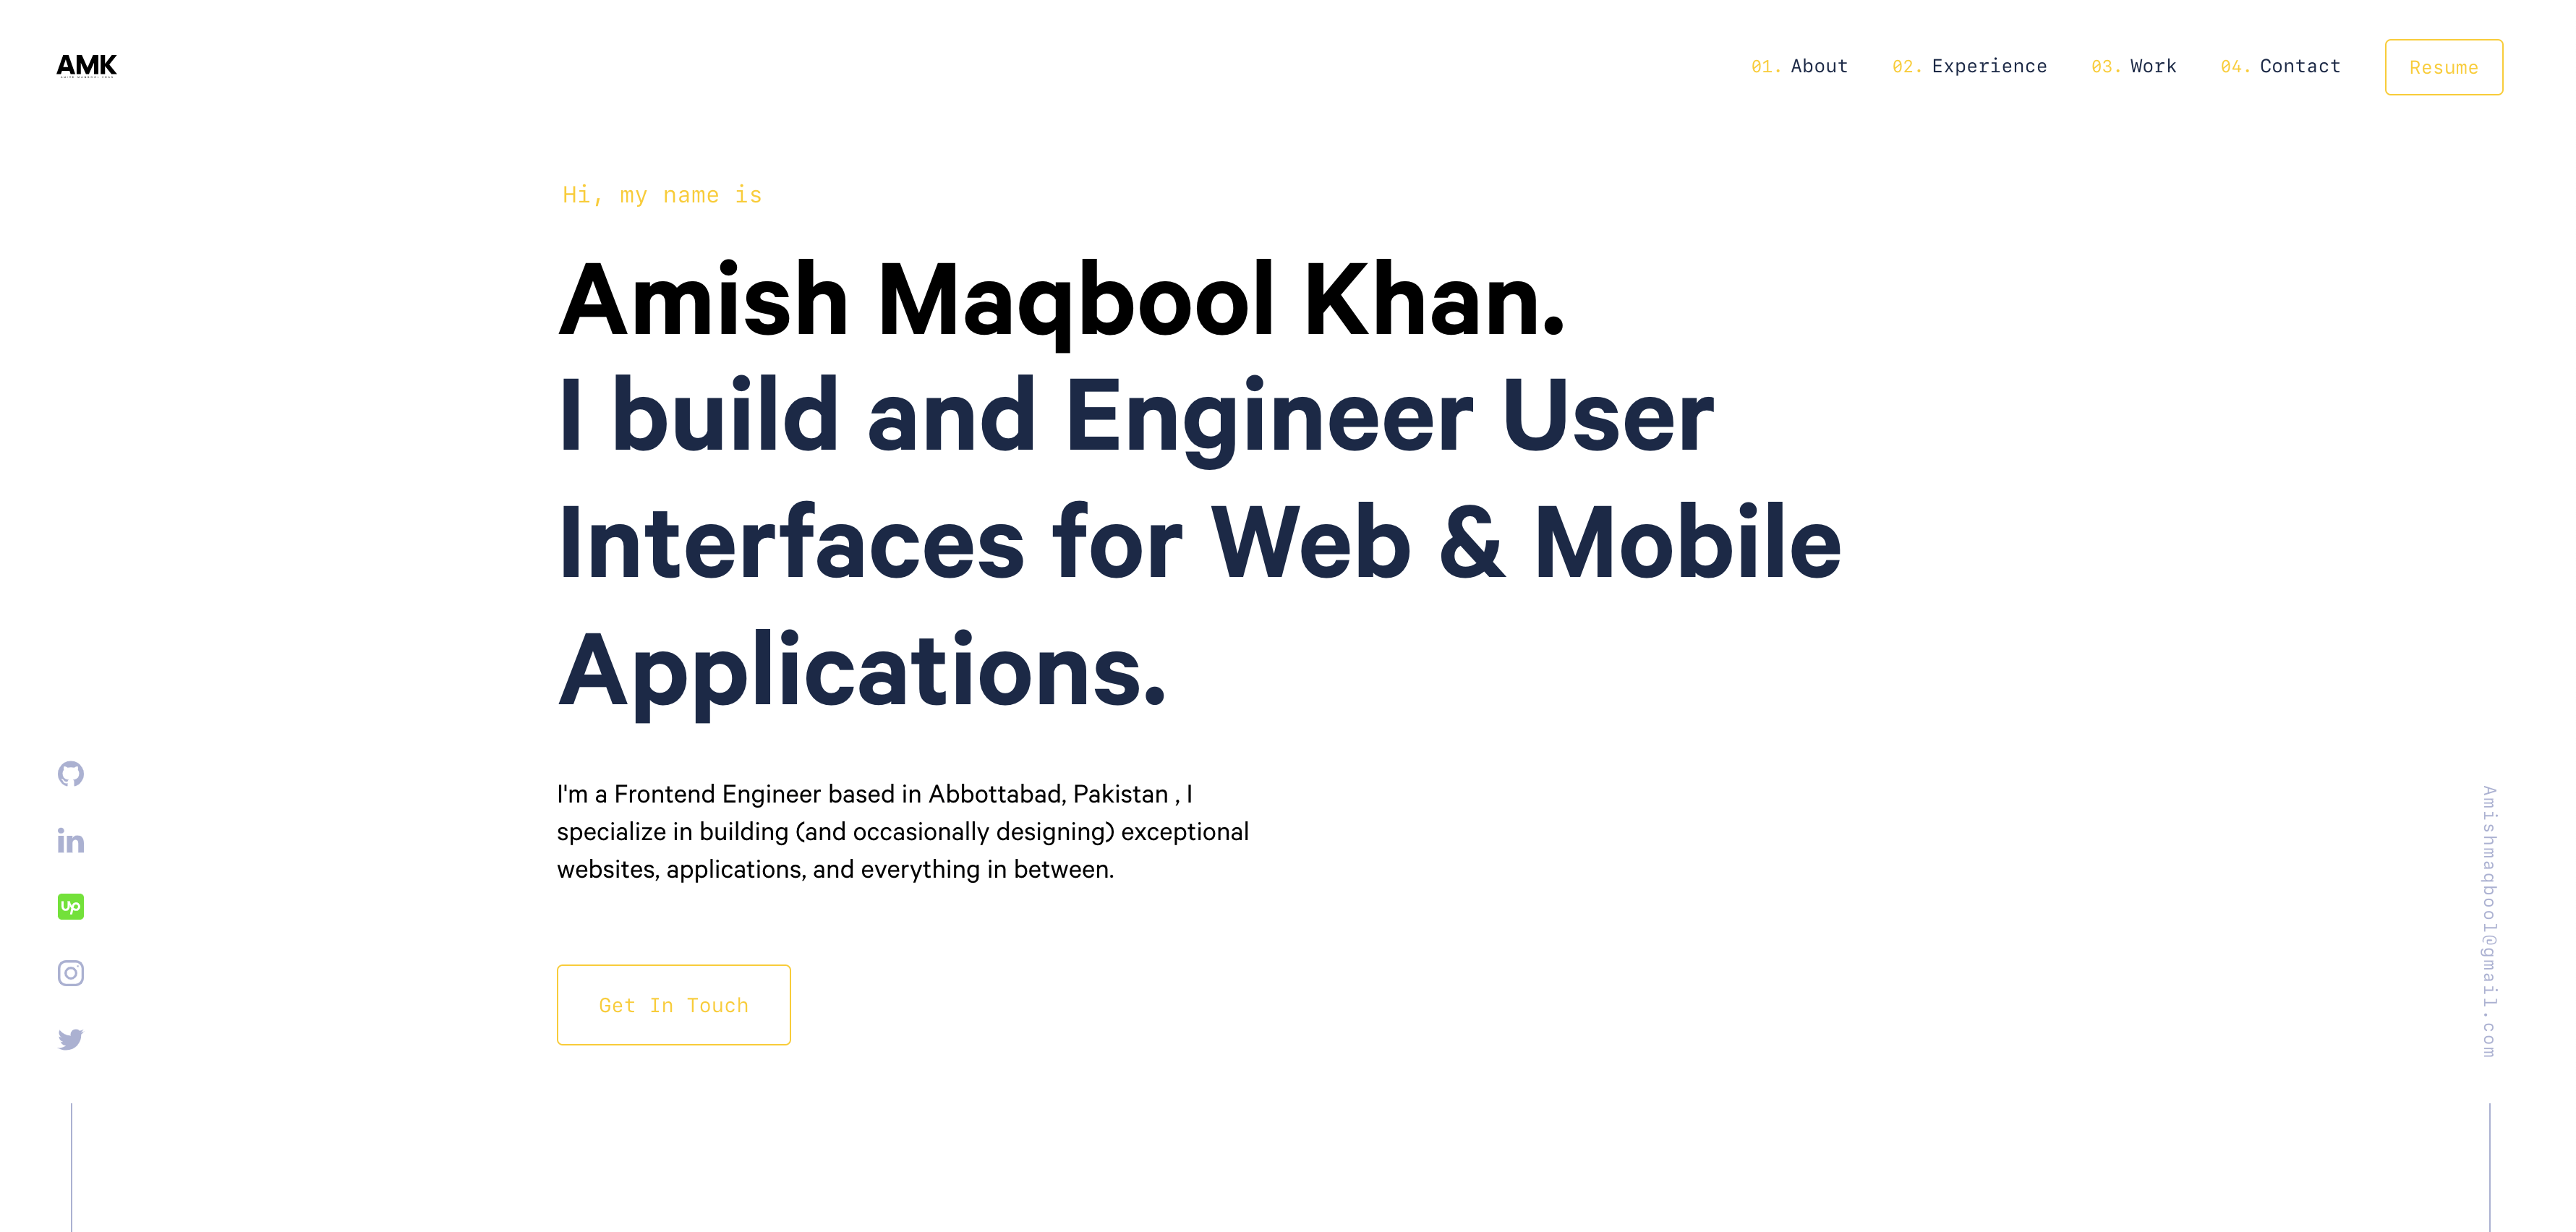 AMK
01. About 02. Experience 03. Work 04. Contact Resume
Hi, my name is
Amish Maqbool Khan.
I build and Engineer User
Interfaces for Web & Mobile
Applications.
I'm a Frontend Engineer based in Abbottabad, Pakistan , I
specialize in building (and occasionally designing) exceptional
websites, applications, and everything in between.
Get In Touch
in
Up
Amishmaqbool@gmail.com